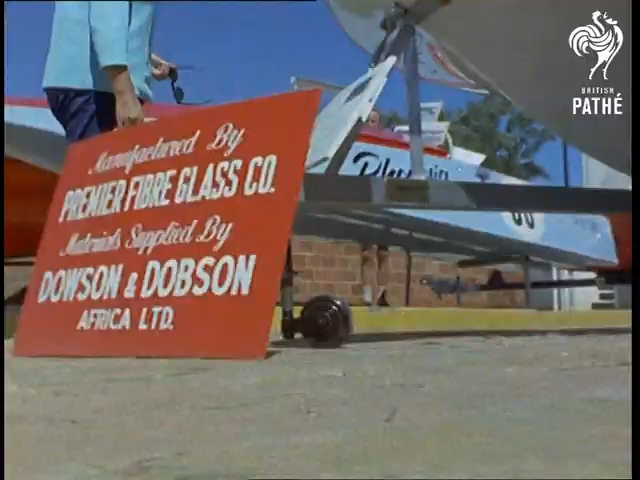 BRITISH
PATHÉ
Manufactured By
PREMIER FIBRE GLASS CO.
Materials Supplied By
DOWSON & DOBSON
AFRICA LTD.